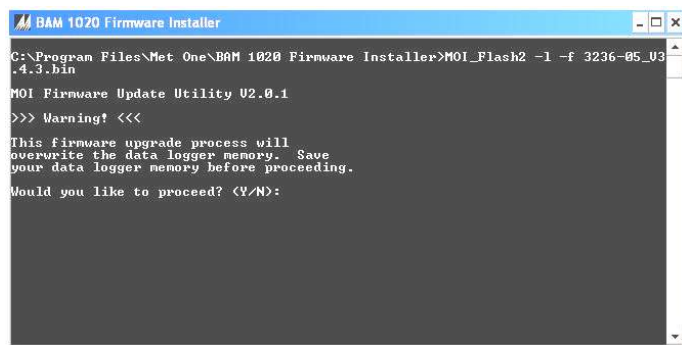 BAM 1020 Firmware Installer
C:\Program Files\Met One\BAM 1020 Firmware Installer>MOI_Flash2 -l -f 3236-05_V3
.4.3.bin
MOI Firmware Update Utility V2.0.1
>>> Warning! <<<
This firmware upgrade process will
overwrite the data logger memory.  Save
your data logger memory before proceeding.
Would you like to proceed? (Y/N):